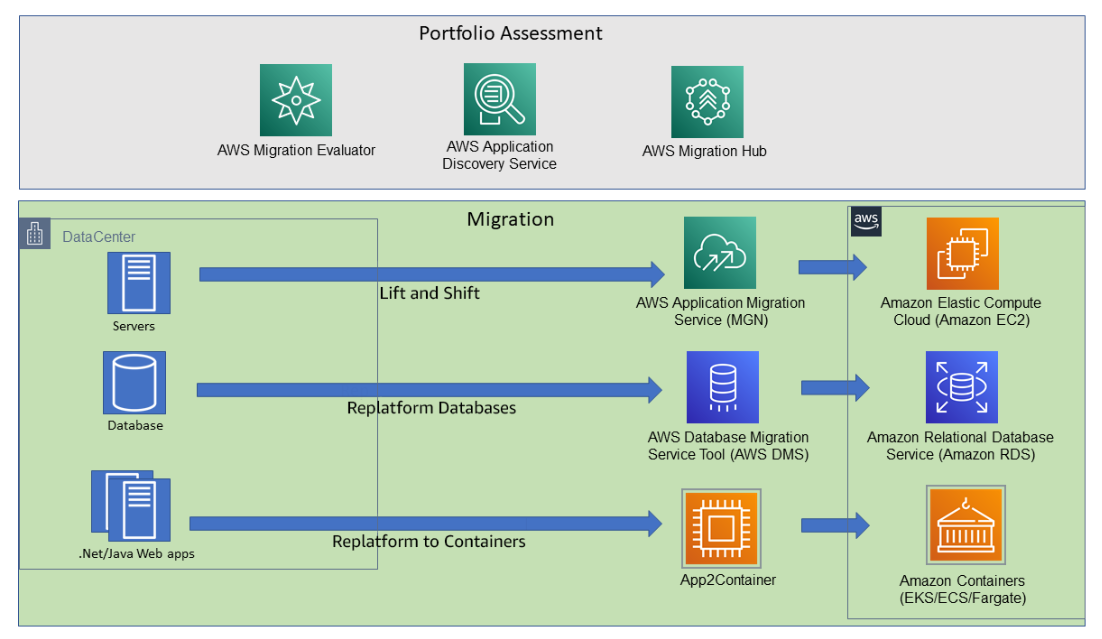 Portfolio Assessment
AWS Migration Evaluator
AWS Application
Discovery Service
AWS Migration Hub
Migration
DataCenter
aws
Servers
Lift and Shift
AWS Application Migration
Service (MGN)
Amazon Elastic Compute
Cloud (Amazon EC2)
Database
Replatform Databases
AWS Database Migration
Service Tool (AWS DMS)
Amazon Relational Database
Service (Amazon RDS)
.Net/Java Web apps
Replatform to Containers
App2Container
Amazon Containers
(EKS/ECS/Fargate)